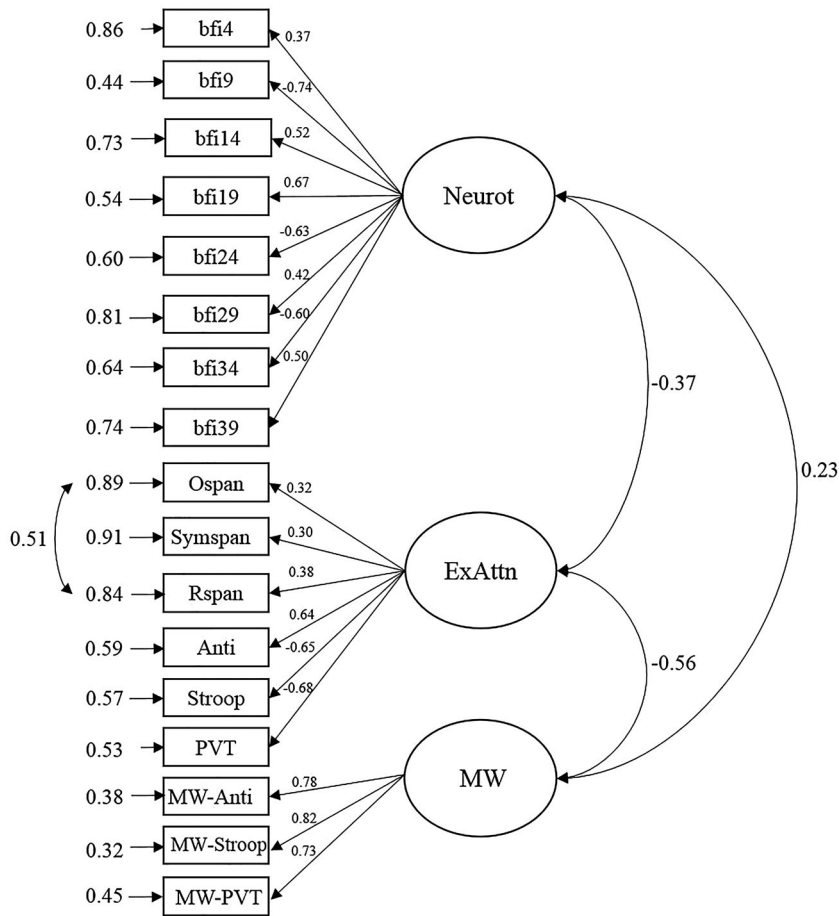 0.86 bfi4 0.37
0.44 bfi9 -0.74
0.73 bfi14 0.52
0.54 bfi19 0.67
Neurot
0.60 bfi24 -0.63
0.81 bfi29 0.42
0.64 bfi34 -0.60
0.74 bfi39 0.50
-0.37
0.23
0.89 Ospan 0.32
0.51
0.91 Symspan 0.30
0.84 Rspan 0.38
ExAttn
0.59 Anti 0.64
0.57 Stroop -0.65
0.53 PVT -0.68
-0.56
0.38 MW-Anti 0.78
MW
0.32 MW-Stroop 0.82
0.45 MW-PVT 0.73